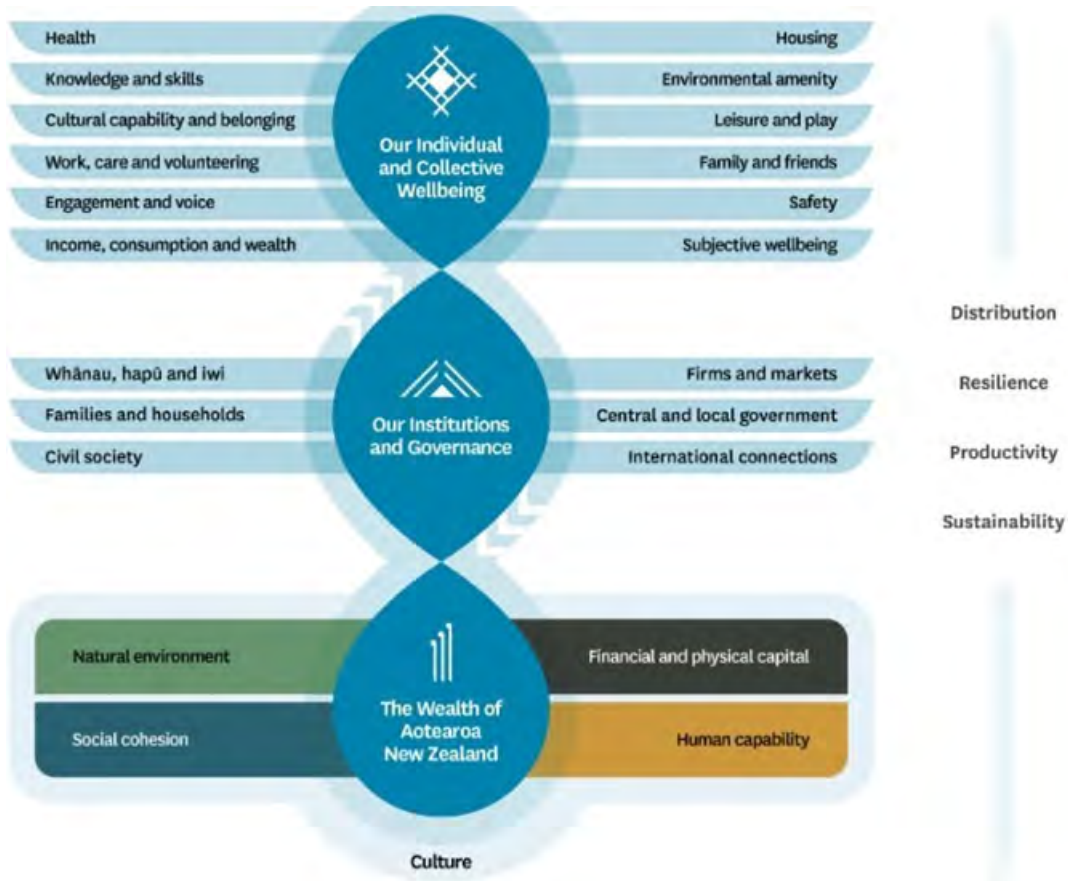 Health
Housing
Knowledge and skills
Environmental amenity
Cultural capability and belonging
Leisure and play
Our Individual
and Collective
Wellbeing
Work, care and volunteering
Family and friends
Engagement and voice
Safety
Income, consumption and wealth
Subjective wellbeing
Whānau, hapū and iwi
Firms and markets
Families and households
Central and local government
Our Institutions
and Governance
Civil society
International connections
Distribution
Resilience
Productivity
Sustainability
Natural environment
Financial and physical capital
The Wealth of
Aotearoa
New Zealand
Social cohesion
Human capability
Culture